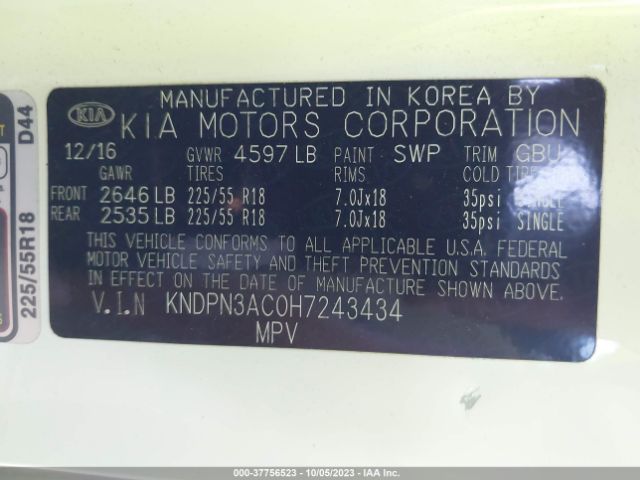 MANUFACTURED IN KOREA BY
KIA KIA MOTORS CORPORATION
12/16 GVWR 4597 LB PAINT SWP TRIM GBU
GAWR TIRES RIMS COLD TIRE
FRONT 2646 LB 225/55 R18 7.0Jx18 35psi SINGLE
REAR 2535 LB 225/55 R18 7.0Jx18 35psi SINGLE
THIS VEHICLE CONFORMS TO ALL APPLICABLE U.S.A. FEDERAL
MOTOR VEHICLE SAFETY AND THEFT PREVENTION STANDARDS
IN EFFECT ON THE DATE OF MANUFACTURE SHOWN ABOVE.
V.I.N KNDPN3AC0H7243434
MPV
D44
225/55R18
000-37756523 - 10/05/2023 - IAAI.COM